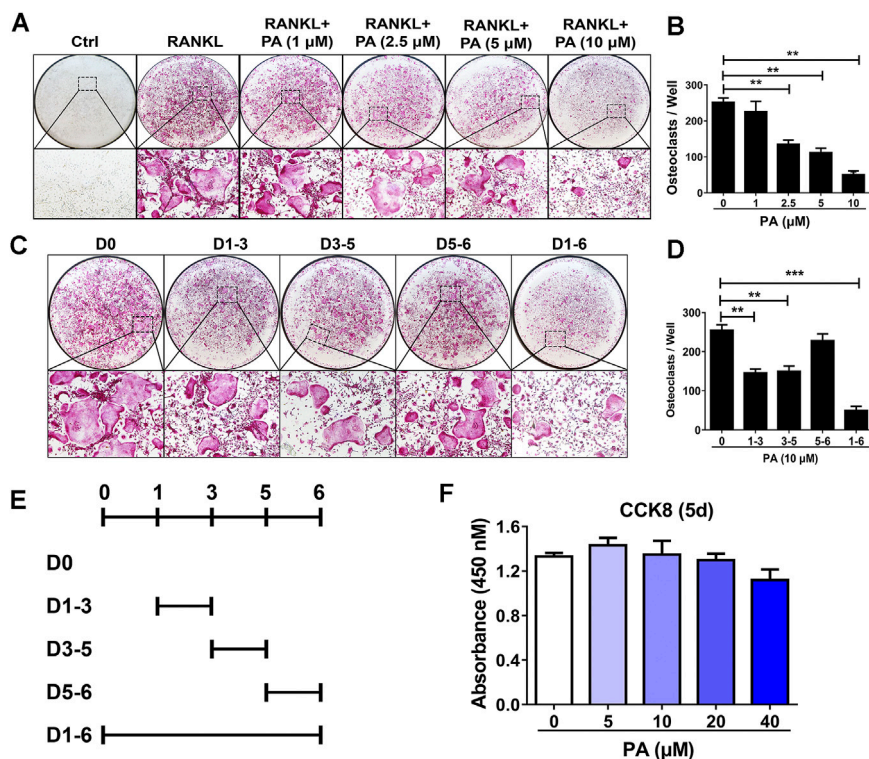 A
Ctrl
RANKL
RANKL+
PA (1 µM)
RANKL+
PA (2.5 µM)
RANKL+
PA (5 µM)
RANKL+
PA (10 µM)
B
**
**
**
Osteoclasts / Well
300
200
100
0
0 1 2.5 5 10
PA (µM)
C
D0
D1-3
D3-5
D5-6
D1-6
D
***
**
**
Osteoclasts / Well
300
200
100
0
0 1-3 3-5 5-6 1-6
PA (10 µM)
E
0 1 3 5 6
D0
D1-3
D3-5
D5-6
D1-6
F
CCK8 (5d)
Absorbance (450 nM)
1.6
1.2
0.8
0.4
0.0
0 5 10 20 40
PA (µM)